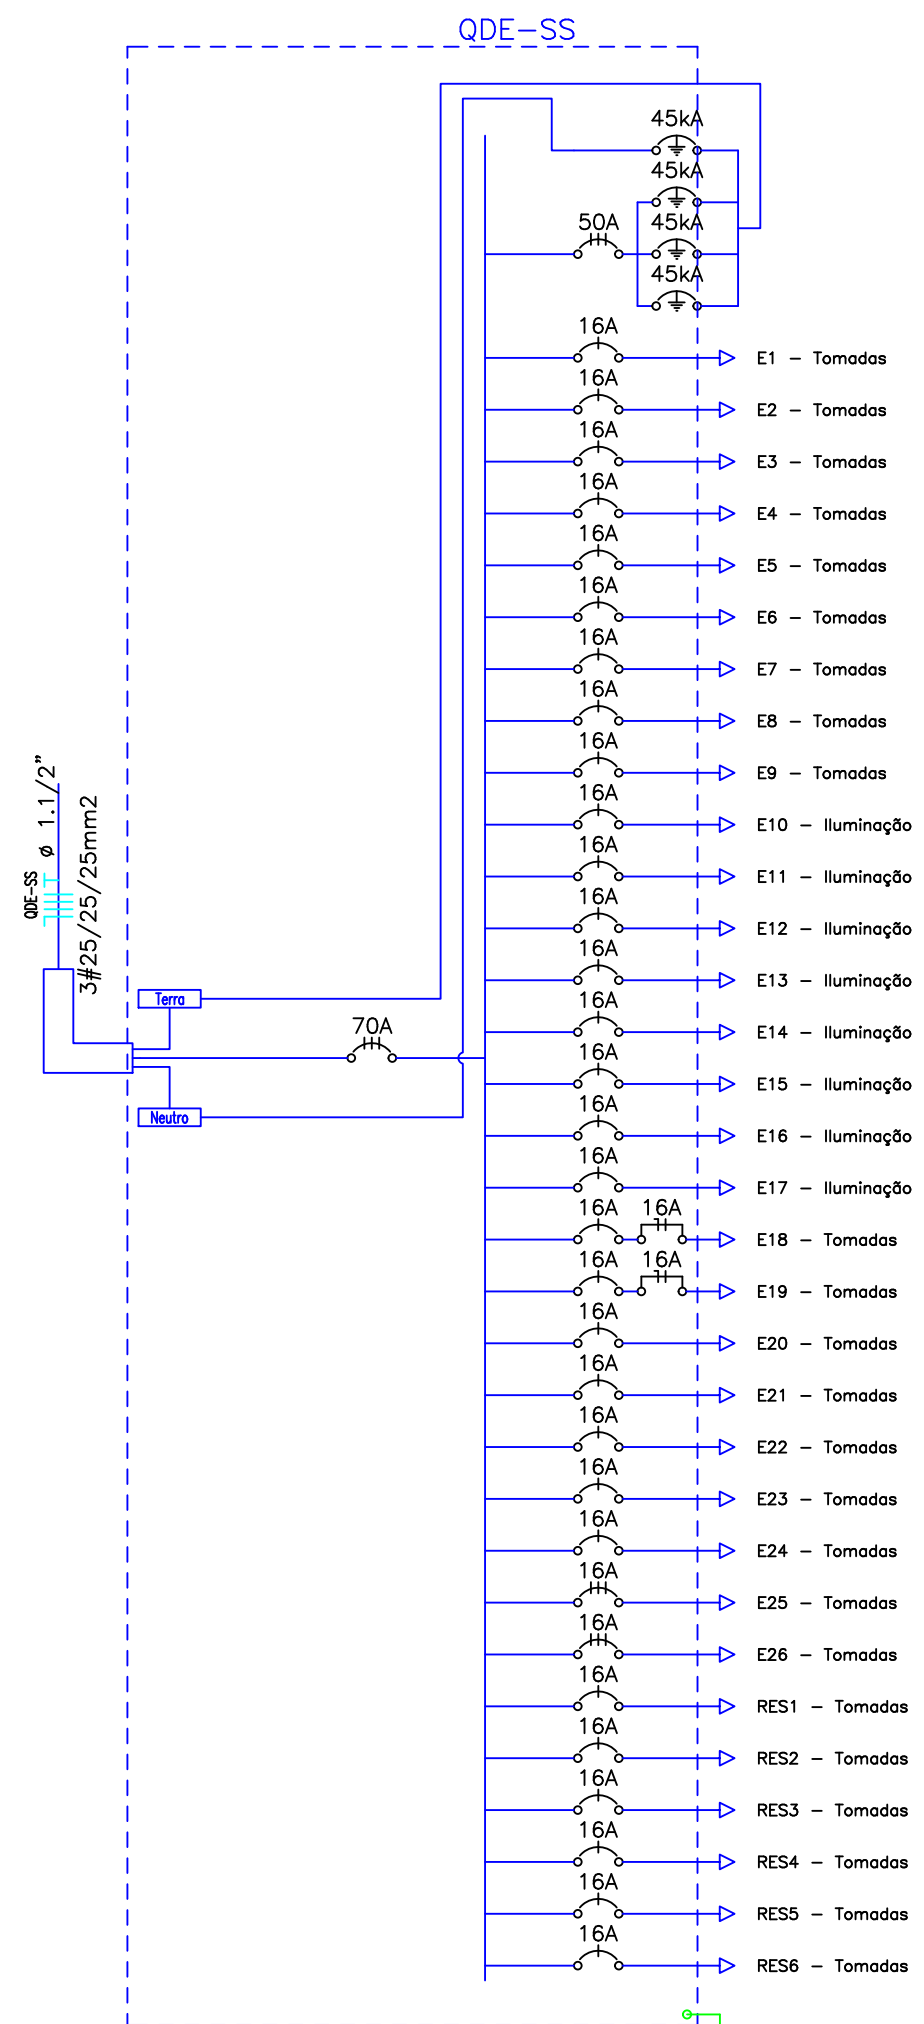 QDE-SS
45kA
45kA
50A
45kA
45kA
16A
E1 - Tomadas
16A
E2 - Tomadas
16A
E3 - Tomadas
16A
E4 - Tomadas
16A
E5 - Tomadas
16A
E6 - Tomadas
16A
E7 - Tomadas
16A
E8 - Tomadas
16A
E9 - Tomadas
16A
E10 - Iluminação
16A
E11 - Iluminação
16A
E12 - Iluminação
16A
E13 - Iluminação
16A
E14 - Iluminação
16A
E15 - Iluminação
16A
E16 - Iluminação
16A
E17 - Iluminação
16A 16A
E18 - Tomadas
16A 16A
E19 - Tomadas
16A
E20 - Tomadas
16A
E21 - Tomadas
16A
E22 - Tomadas
16A
E23 - Tomadas
16A
E24 - Tomadas
16A
E25 - Tomadas
16A
E26 - Tomadas
16A
RES1 - Tomadas
16A
RES2 - Tomadas
16A
RES3 - Tomadas
16A
RES4 - Tomadas
16A
RES5 - Tomadas
16A
RES6 - Tomadas
QDE-SS
ø 1.1/2"
3#25/25/25mm2
Terra
70A
Neutro